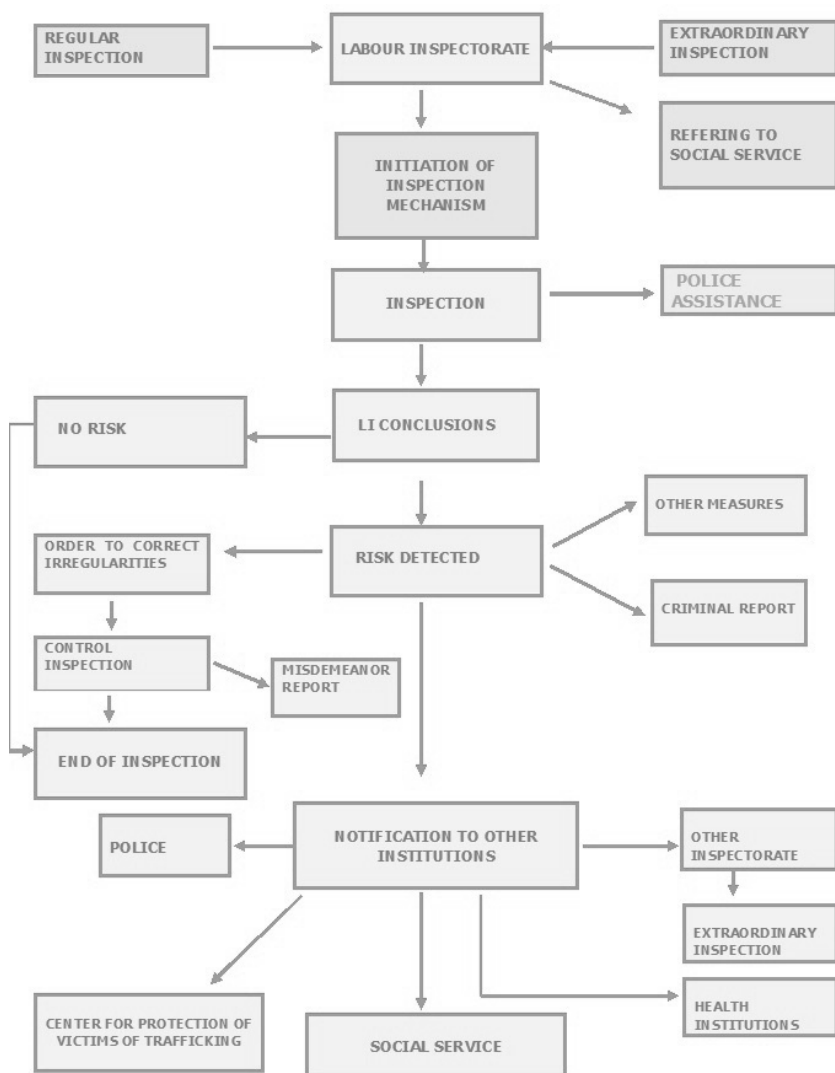 REGULAR
INSPECTION
LABOUR INSPECTORATE
EXTRAORDINARY
INSPECTION
REFERING TO
SOCIAL SERVICE
INITIATION OF
INSPECTION
MECHANISM
INSPECTION
POLICE
ASSISTANCE
NO RISK
LI CONCLUSIONS
OTHER MEASURES
ORDER TO CORRECT
IRREGULARITIES
RISK DETECTED
CRIMINAL REPORT
CONTROL
INSPECTION
MISDEMEANOR
REPORT
END OF INSPECTION
POLICE
NOTIFICATION TO OTHER
INSTITUTIONS
OTHER
INSPECTORATE
EXTRAORDINARY
INSPECTION
CENTER FOR PROTECTION OF
VICTIMS OF TRAFFICKING
SOCIAL SERVICE
HEALTH
INSTITUTIONS